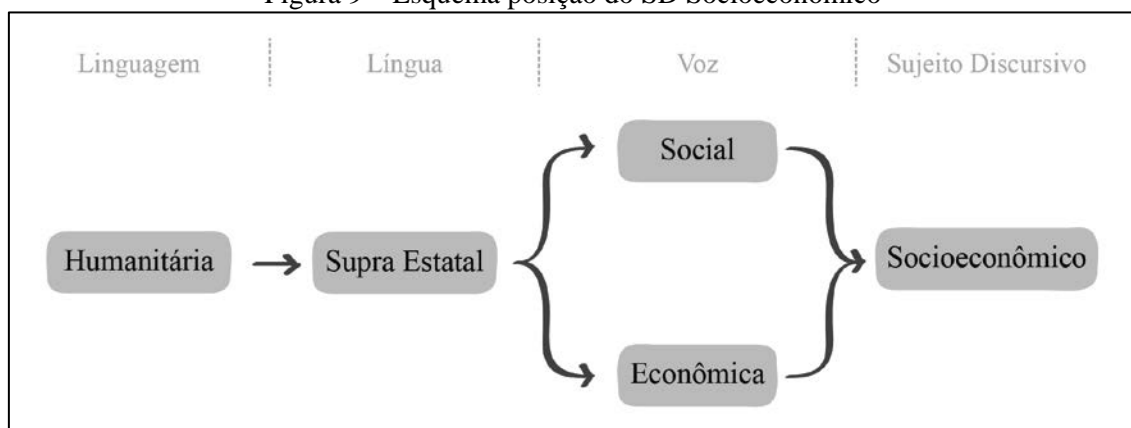 Figura 9 – Esquema posição do SD Socioeconômico
Linguagem Língua Voz Sujeito Discursivo
Social
Humanitária Supra Estatal Socioeconômico
Econômica